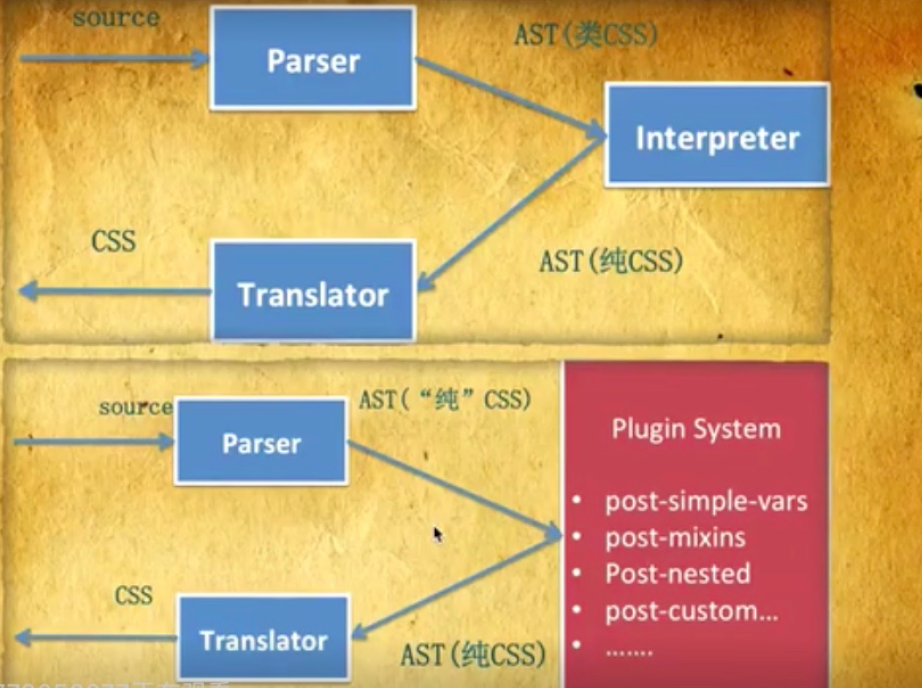 source
Parser
AST(类CSS)
Interpreter
CSS
Translator
AST(纯CSS)
source
Parser
AST(“纯”CSS)
Plugin System
• post-simple-vars
• post-mixins
• Post-nested
• post-custom…
• …….
CSS
Translator
AST(纯CSS)